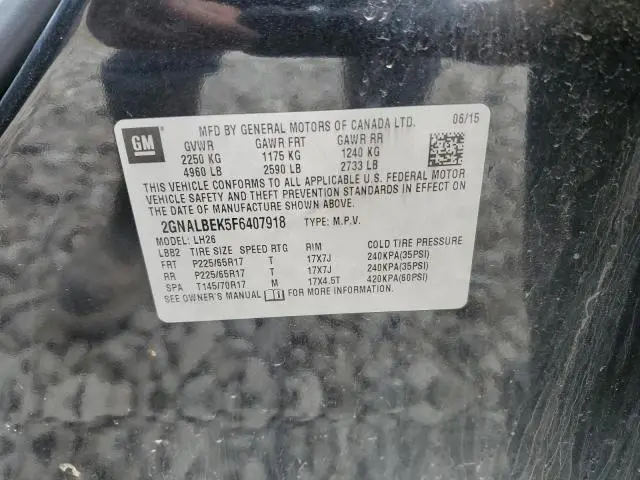 GM
MFD BY GENERAL MOTORS OF CANADA LTD. 06/15
GVWR GAWR FRT GAWR RR
2250 KG 1175 KG 1240 KG
4960 LB 2590 LB 2733 LB
THIS VEHICLE CONFORMS TO ALL APPLICABLE U.S. FEDERAL MOTOR
VEHICLE SAFETY AND THEFT PREVENTION STANDARDS IN EFFECT
ON THE DATE OF MANUFACTURE SHOWN ABOVE.
2GNALBEK5F6407918 TYPE: M.P.V.
MODEL: LH26
LBB2 TIRE SIZE SPEED RTG RIM COLD TIRE PRESSURE
FRT P225/65R17 T 17X7J 240KPA(35PSI)
RR P225/65R17 T 17X7J 240KPA(35PSI)
SPA T145/70R17 M 17X4.5T 420KPA(60PSI)
SEE OWNER'S MANUAL i FOR MORE INFORMATION.